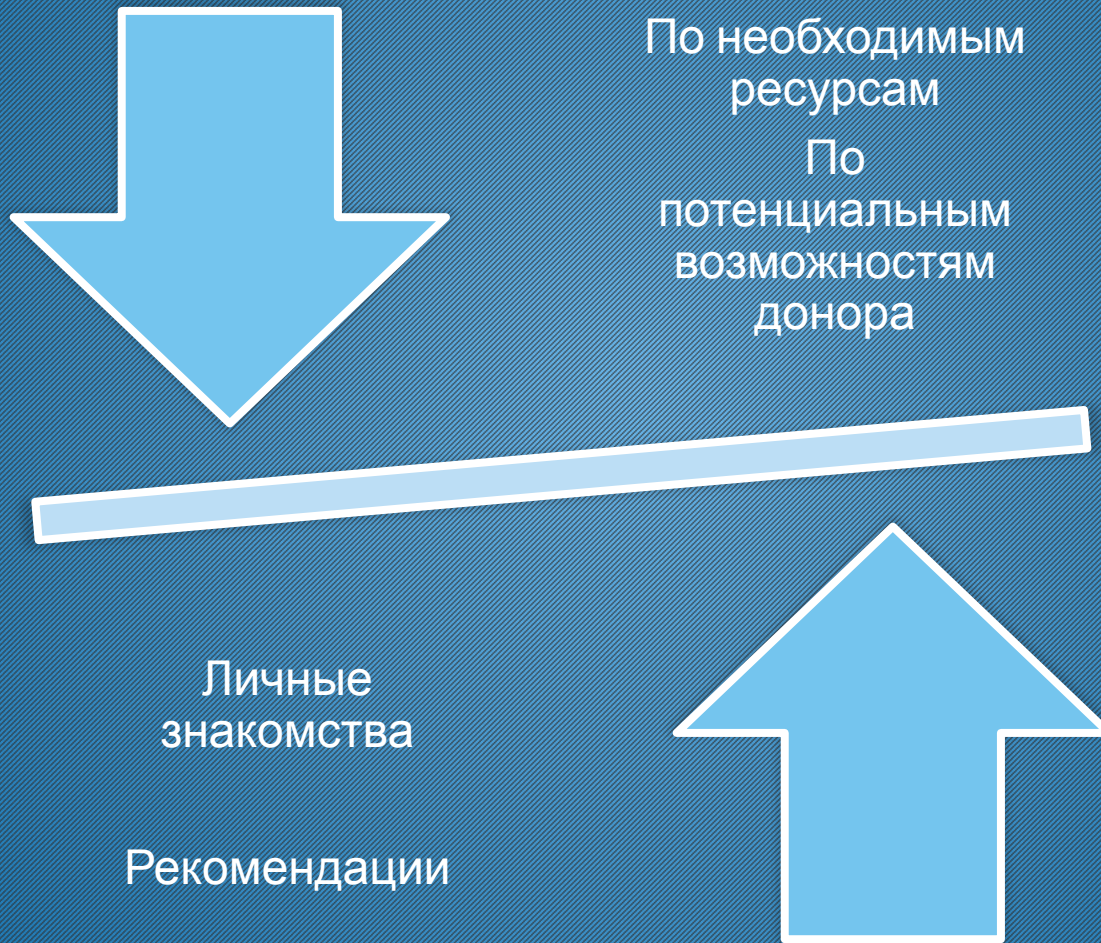 По необходимым
ресурсам
По
потенциальным
возможностям
донора
Личные
знакомства
Рекомендации